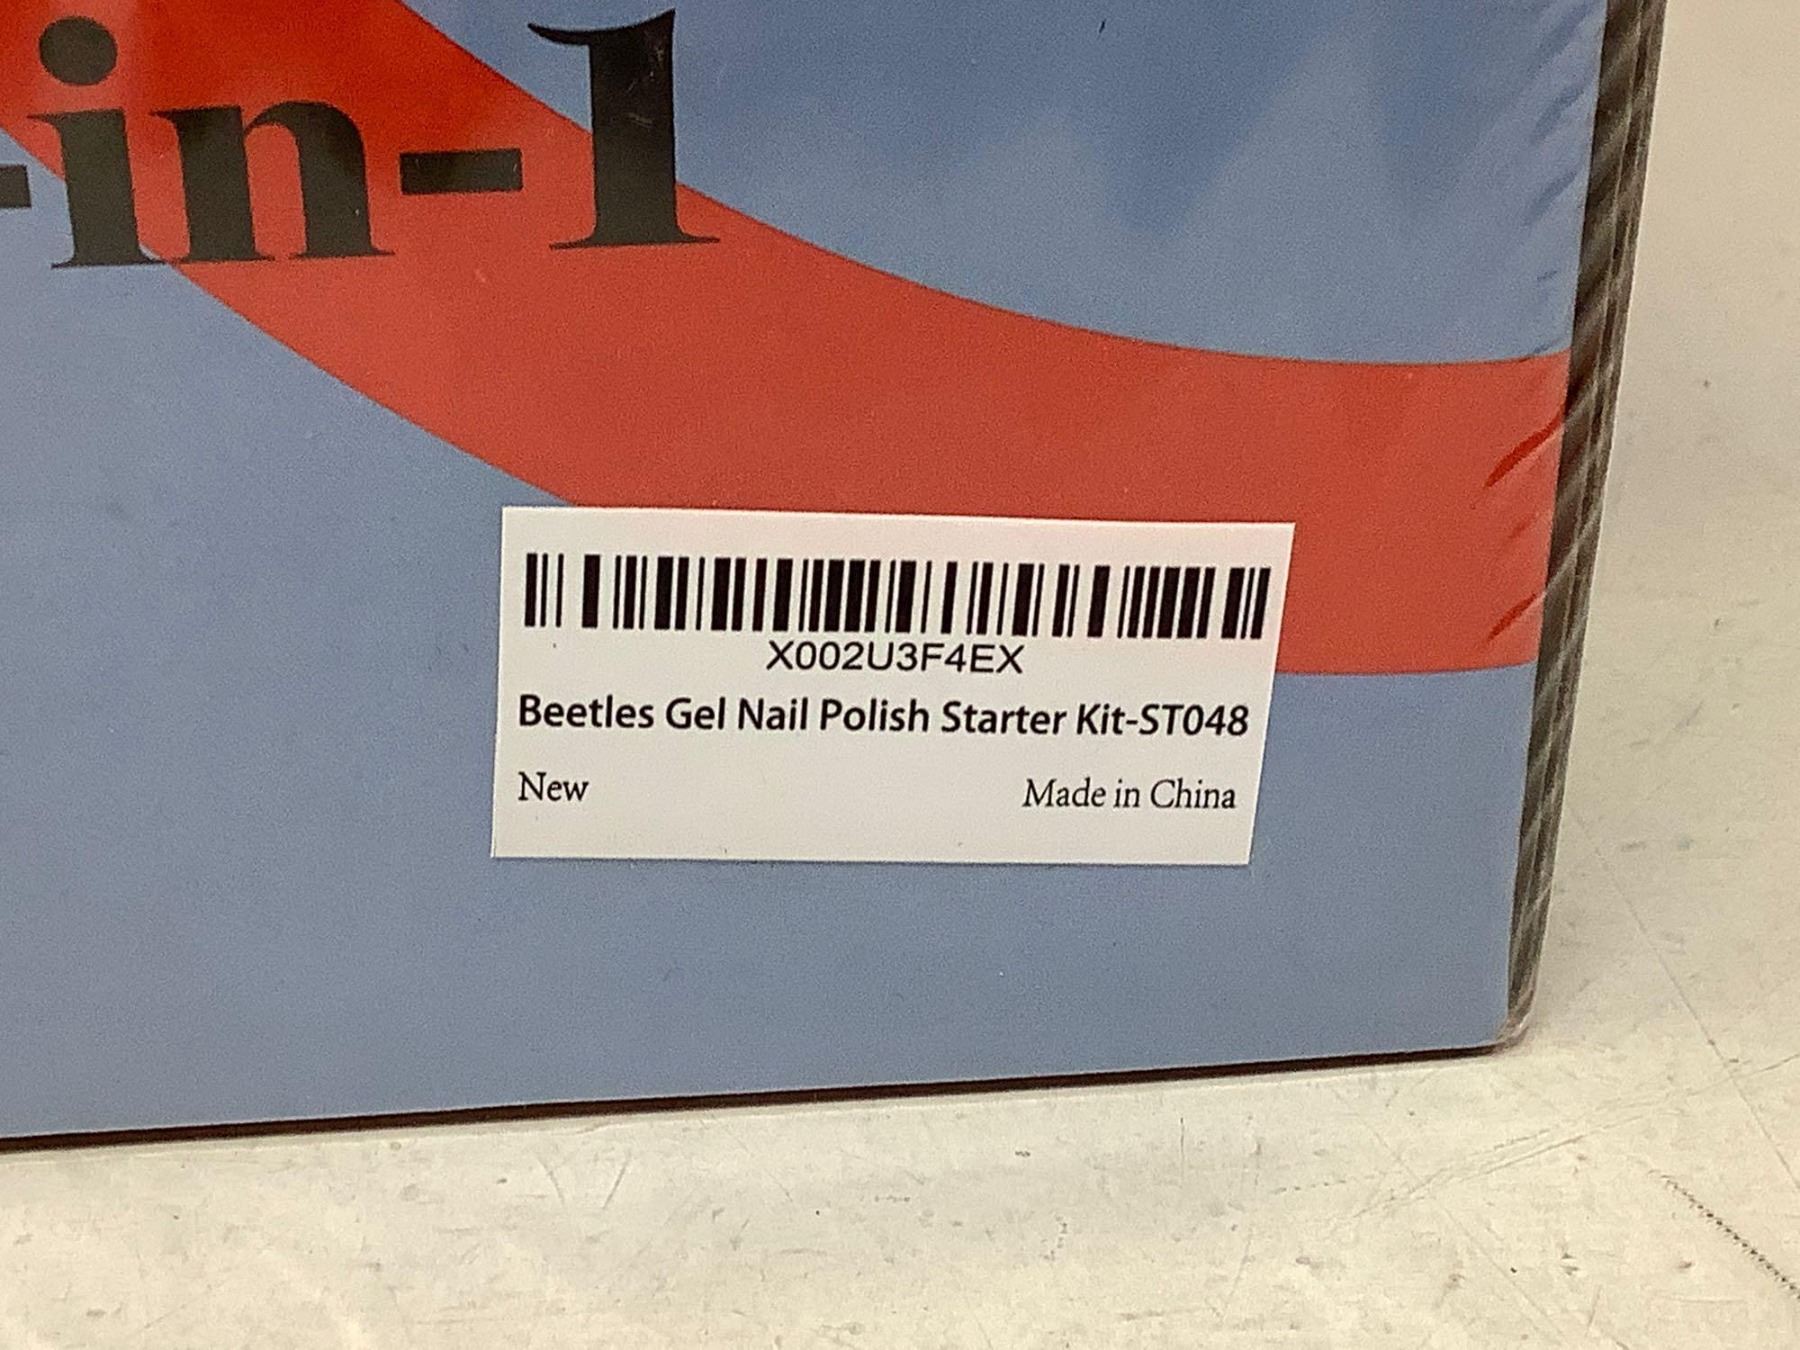 -in-1
X002U3F4EX
Beetles Gel Nail Polish Starter Kit-ST048
New
Made in China